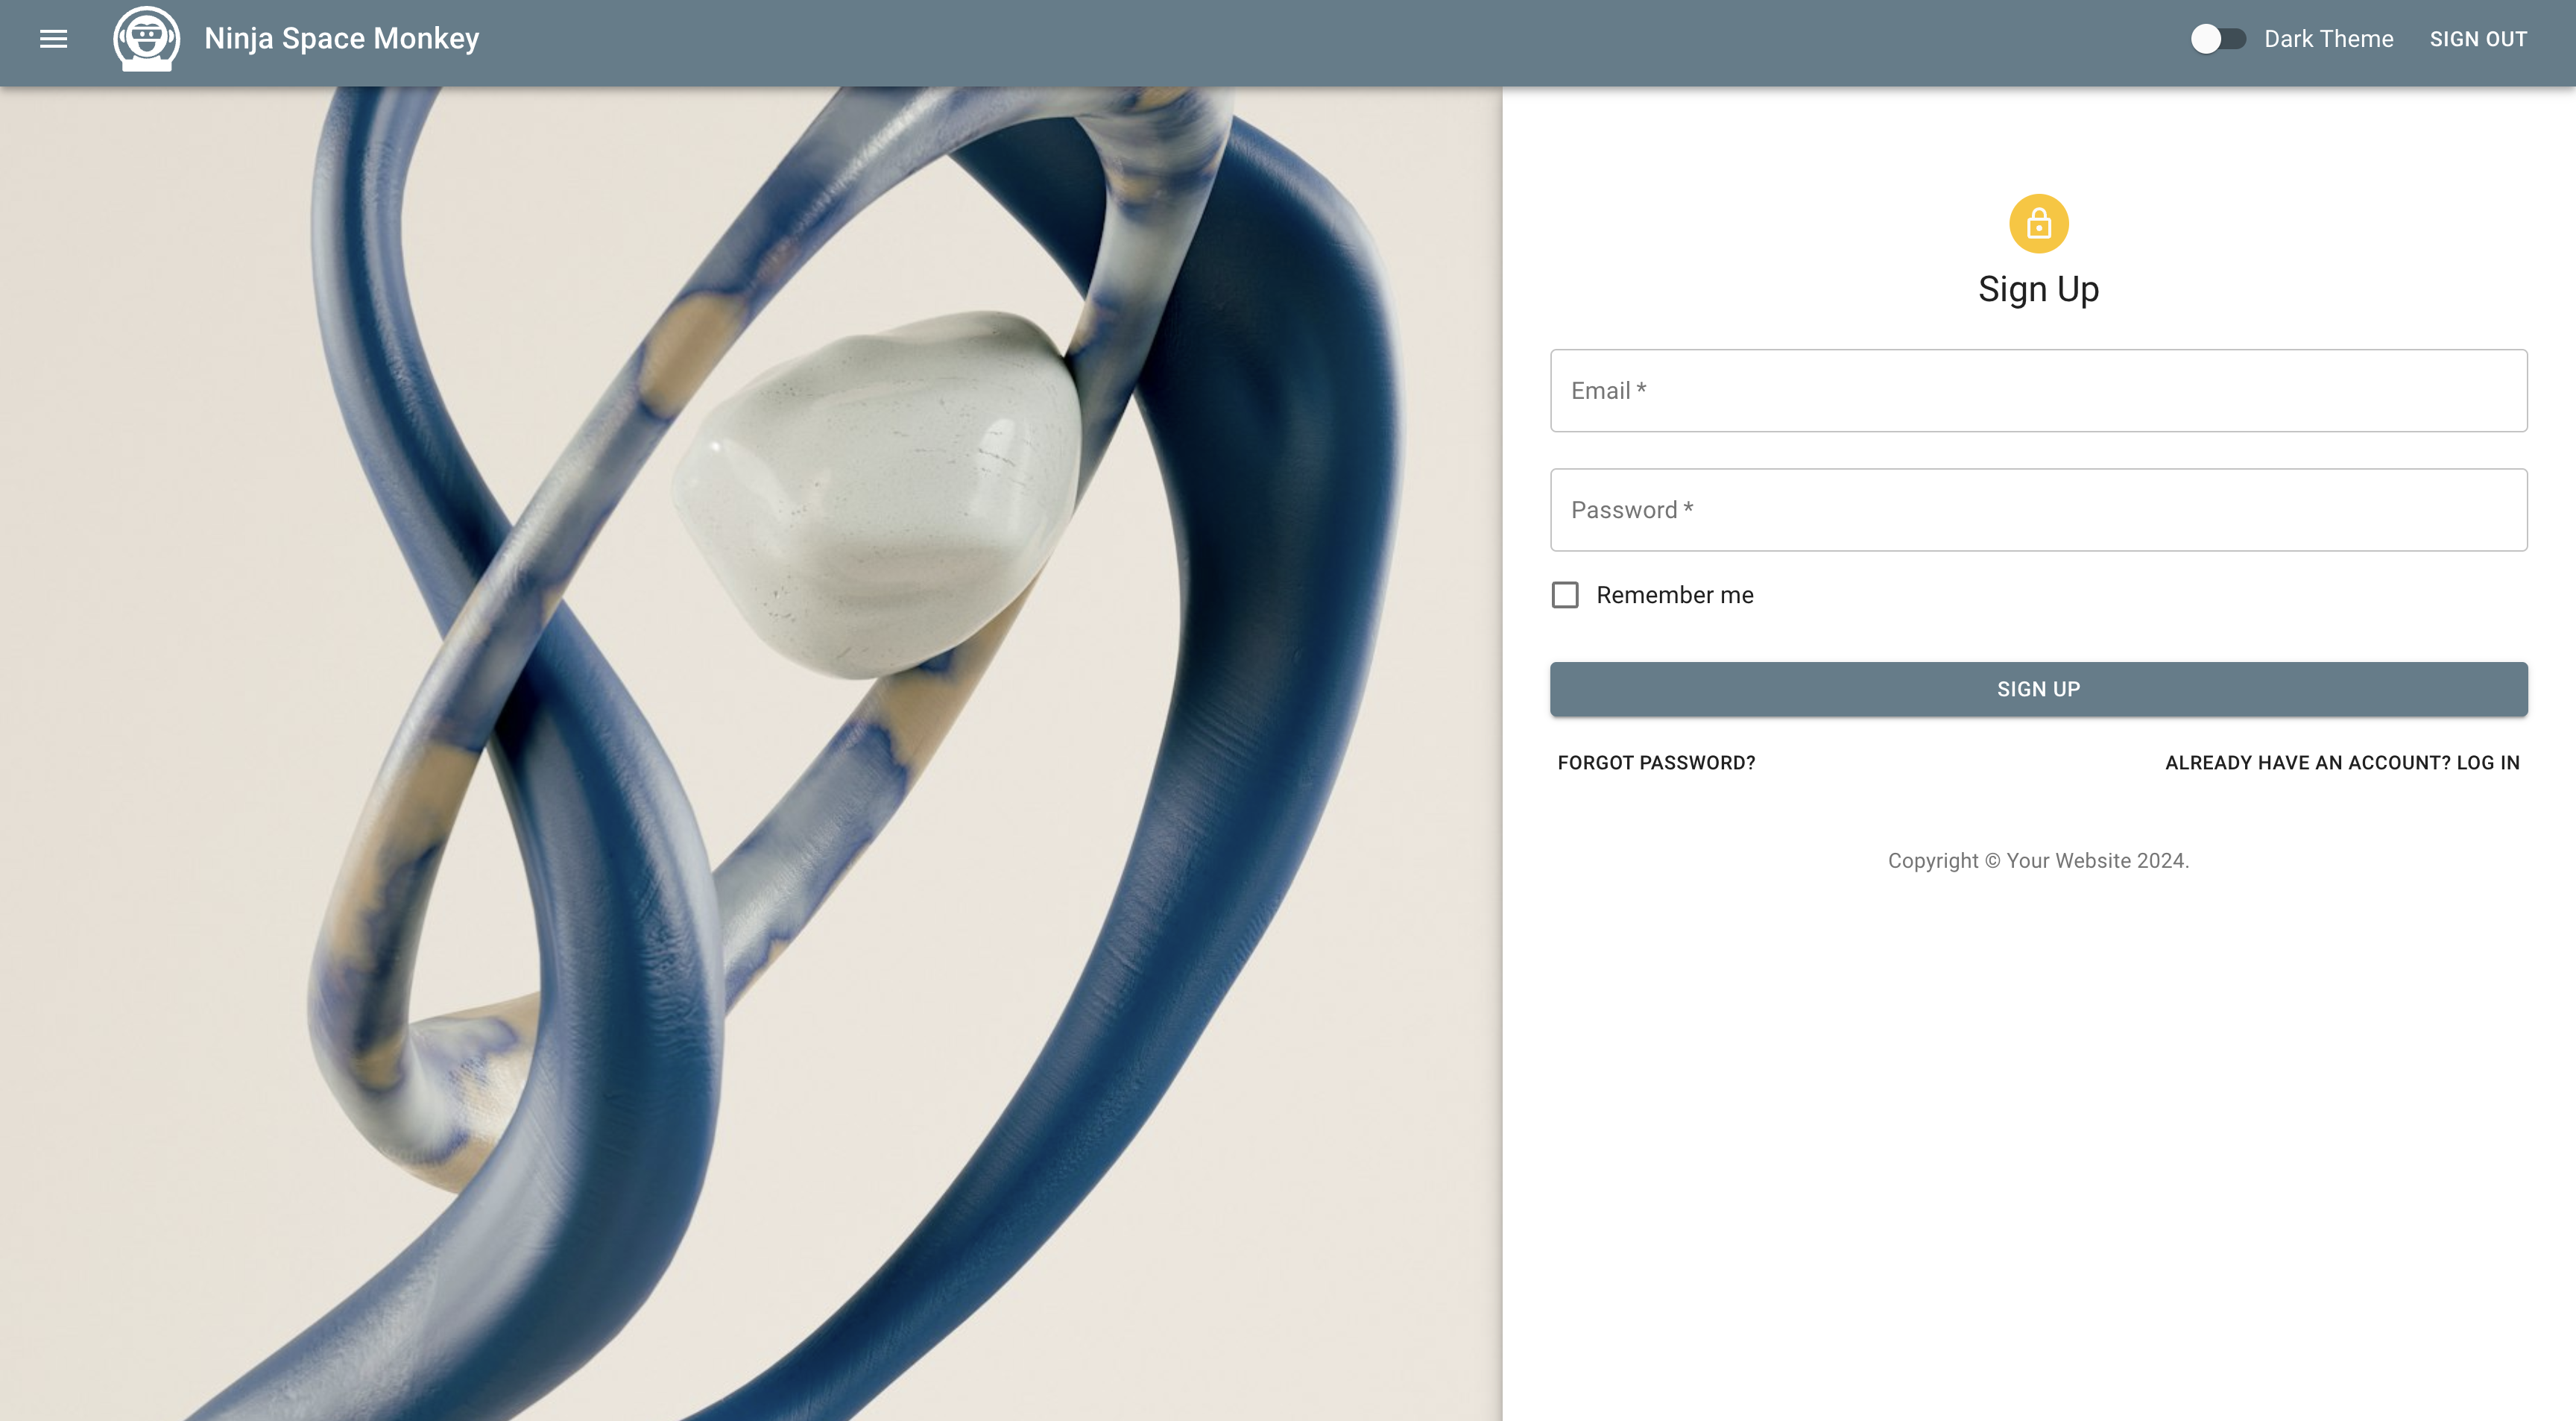 Ninja Space Monkey
Dark Theme
SIGN OUT
Sign Up
Email *
Password *
Remember me
SIGN UP
FORGOT PASSWORD?
ALREADY HAVE AN ACCOUNT? LOG IN
Copyright © Your Website 2024.